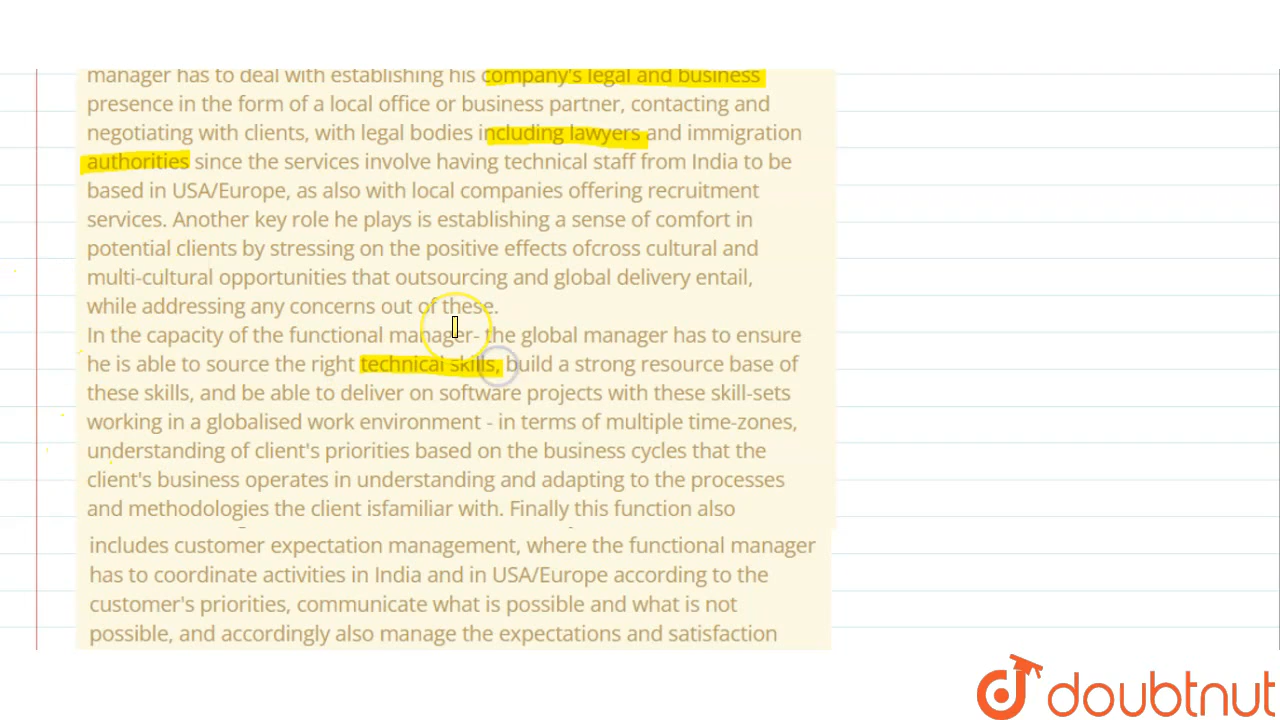 manager has to deal with establishing his company's legal and business
presence in the form of a local office or business partner, contacting and
negotiating with clients, with legal bodies including lawyers and immigration
authorities since the services involve having technical staff from India to be
based in USA/Europe, as also with local companies offering recruitment
services. Another key role he plays is establishing a sense of comfort in
potential clients by stressing on the positive effects ofcross cultural and
multi-cultural opportunities that outsourcing and global delivery entail,
while addressing any concerns out of these.
In the capacity of the functional manager- the global manager has to ensure
he is able to source the right technical skills, build a strong resource base of
these skills, and be able to deliver on software projects with these skill-sets
working in a globalised work environment - in terms of multiple time-zones,
understanding of client's priorities based on the business cycles that the
client's business operates in understanding and adapting to the processes
and methodologies the client isfamiliar with. Finally this function also
includes customer expectation management, where the functional manager
has to coordinate activities in India and in USA/Europe according to the
customer's priorities, communicate what is possible and what is not
possible, and accordingly also manage the expectations and satisfaction
doubtnut